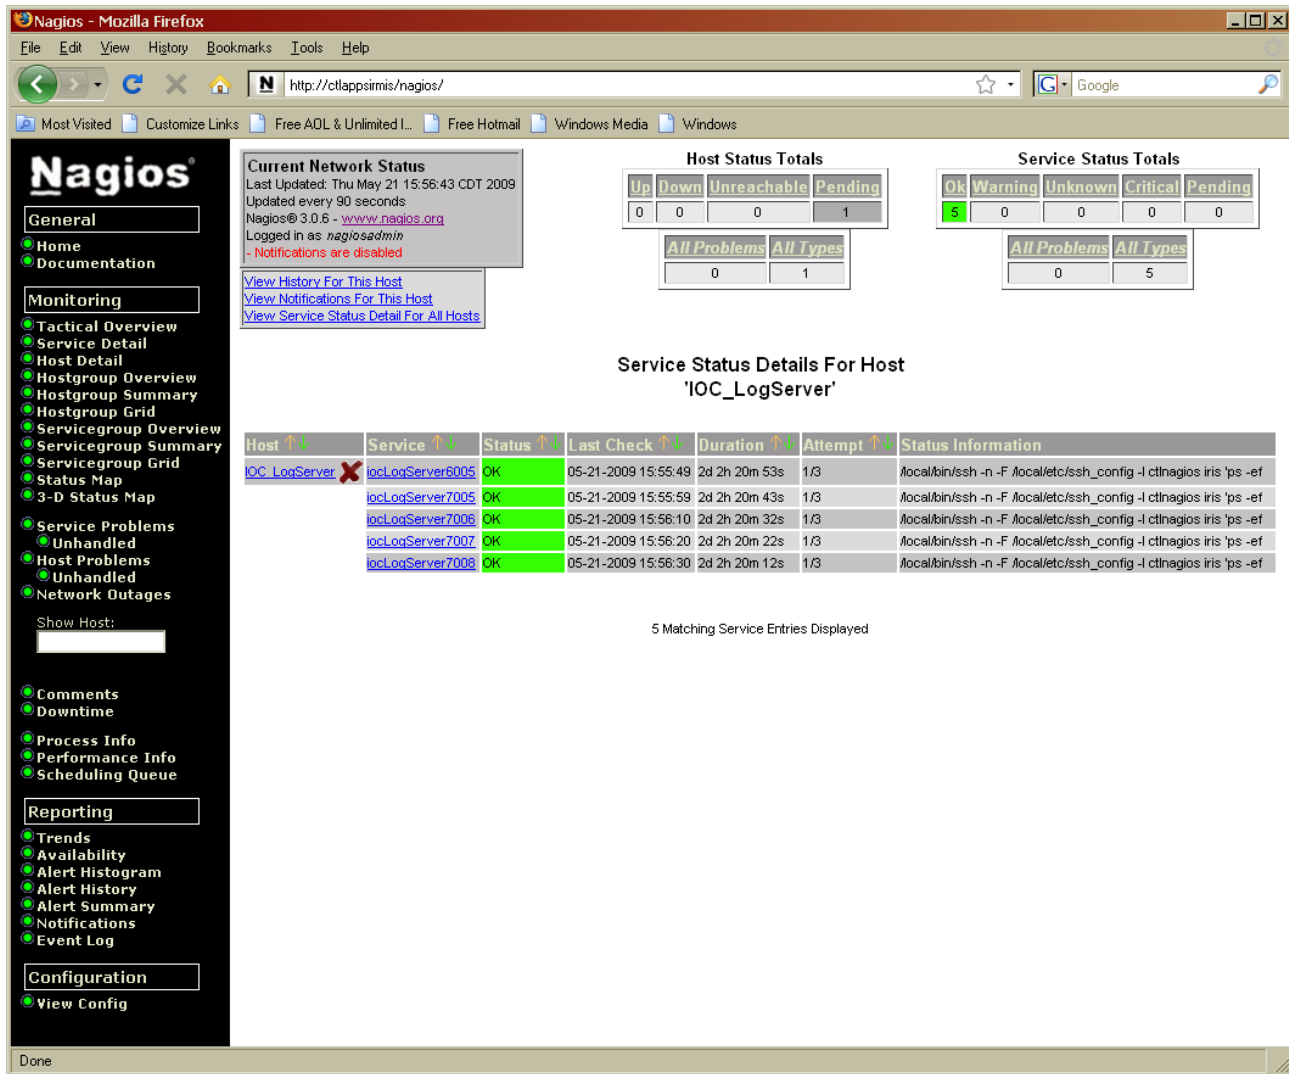 Nagios - Mozilla Firefox
File Edit View History Bookmarks Tools Help
N http://ctlappsirmis/nagios/ G Google
Most Visited Customize Links Free AOL & Unlimited I... Free Hotmail Windows Media Windows
Nagios®
General
Home
Documentation
Monitoring
Tactical Overview
Service Detail
Host Detail
Hostgroup Overview
Hostgroup Summary
Hostgroup Grid
Servicegroup Overview
Servicegroup Summary
Servicegroup Grid
Status Map
3-D Status Map
Service Problems
Unhandled
Host Problems
Unhandled
Network Outages
Show Host:
Comments
Downtime
Process Info
Performance Info
Scheduling Queue
Reporting
Trends
Availability
Alert Histogram
Alert History
Alert Summary
Notifications
Event Log
Configuration
View Config
Current Network Status
Last Updated: Thu May 21 15:56:43 CDT 2009
Updated every 90 seconds
Nagios® 3.0.6 - www.nagios.org
Logged in as nagiosadmin
- Notifications are disabled
View History For This Host
View Notifications For This Host
View Service Status Detail For All Hosts
Host Status Totals
Up Down Unreachable Pending
0 0 0 1
All Problems All Types
0 1
Service Status Totals
Ok Warning Unknown Critical Pending
5 0 0 0 0
All Problems All Types
0 5
Service Status Details For Host
'IOC_LogServer'
Host Service Status Last Check Duration Attempt Status Information
IOC_LogServer iocLogServer6005 OK 05-21-2009 15:55:49 2d 2h 20m 53s 1/3 /local/bin/ssh -n -F /local/etc/ssh_config -l ctlnagios iris 'ps -ef
iocLogServer7005 OK 05-21-2009 15:55:59 2d 2h 20m 43s 1/3 /local/bin/ssh -n -F /local/etc/ssh_config -l ctlnagios iris 'ps -ef
iocLogServer7006 OK 05-21-2009 15:56:10 2d 2h 20m 32s 1/3 /local/bin/ssh -n -F /local/etc/ssh_config -l ctlnagios iris 'ps -ef
iocLogServer7007 OK 05-21-2009 15:56:20 2d 2h 20m 22s 1/3 /local/bin/ssh -n -F /local/etc/ssh_config -l ctlnagios iris 'ps -ef
iocLogServer7008 OK 05-21-2009 15:56:30 2d 2h 20m 12s 1/3 /local/bin/ssh -n -F /local/etc/ssh_config -l ctlnagios iris 'ps -ef
5 Matching Service Entries Displayed
Done